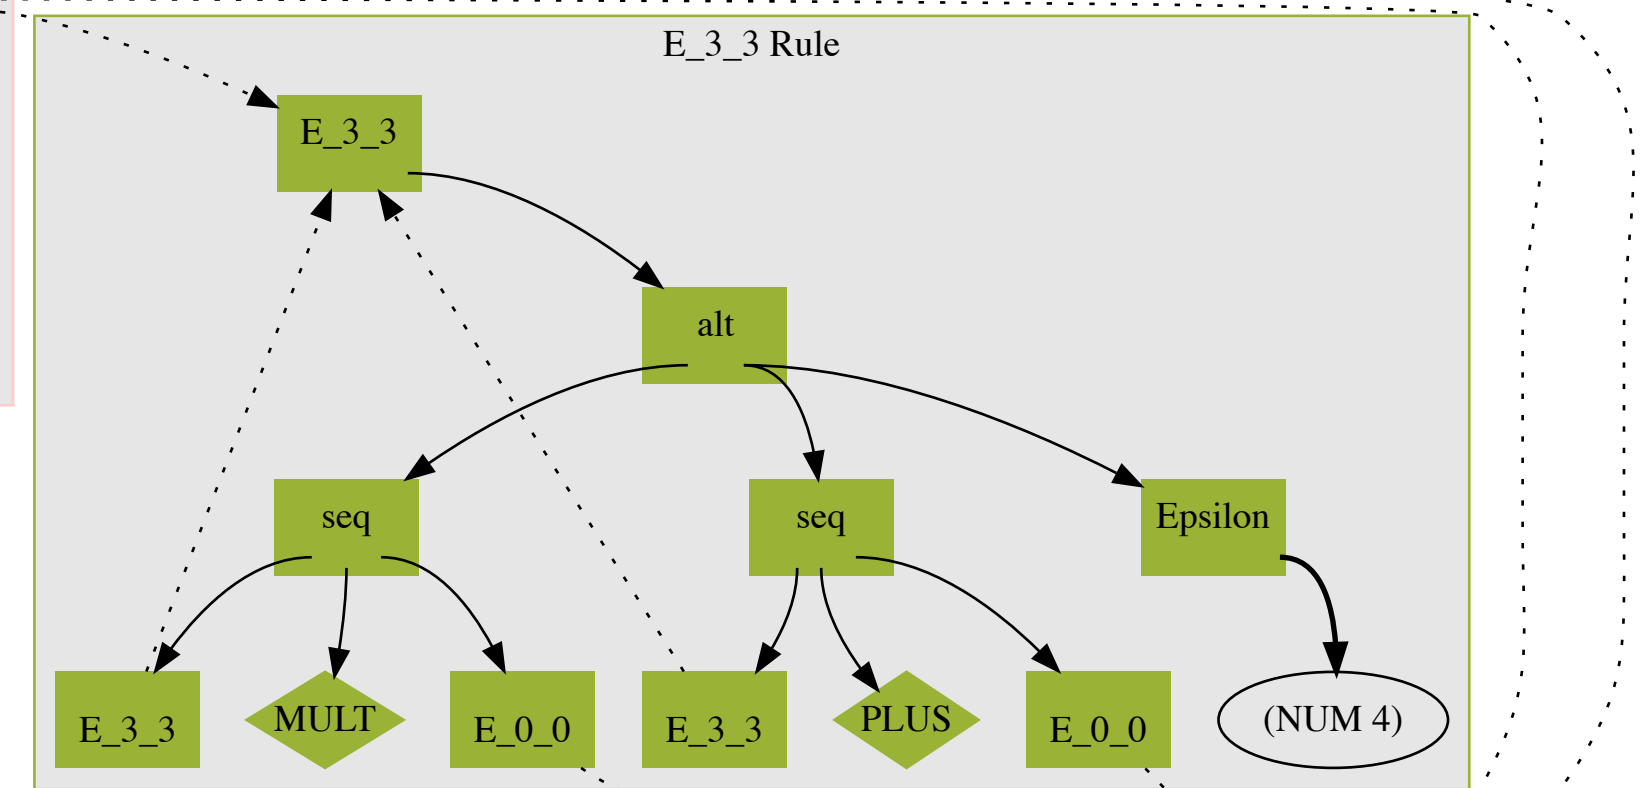 E_3_3 Rule
E_3_3
alt
seq
seq
Epsilon
E_3_3
MULT
E_0_0
E_3_3
PLUS
E_0_0
(NUM 4)